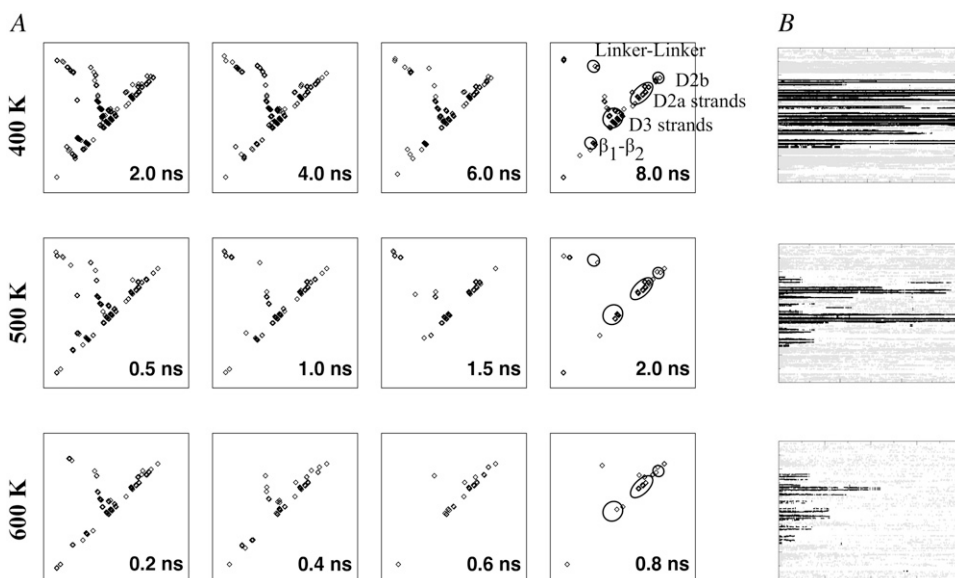 A
B
400 K
2.0 ns
4.0 ns
6.0 ns
Linker-Linker
D2b
D2a strands
D3 strands
β1-β2
8.0 ns
500 K
0.5 ns
1.0 ns
1.5 ns
2.0 ns
600 K
0.2 ns
0.4 ns
0.6 ns
0.8 ns